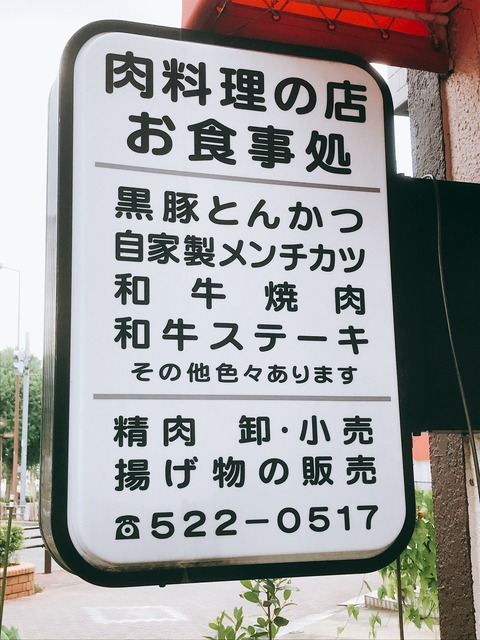 肉料理の店
お食事処
黒豚とんかつ
自家製メンチカツ
和牛焼肉
和牛ステーキ
その他色々あります
精肉 卸・小売
揚げ物の販売
☎522-0517